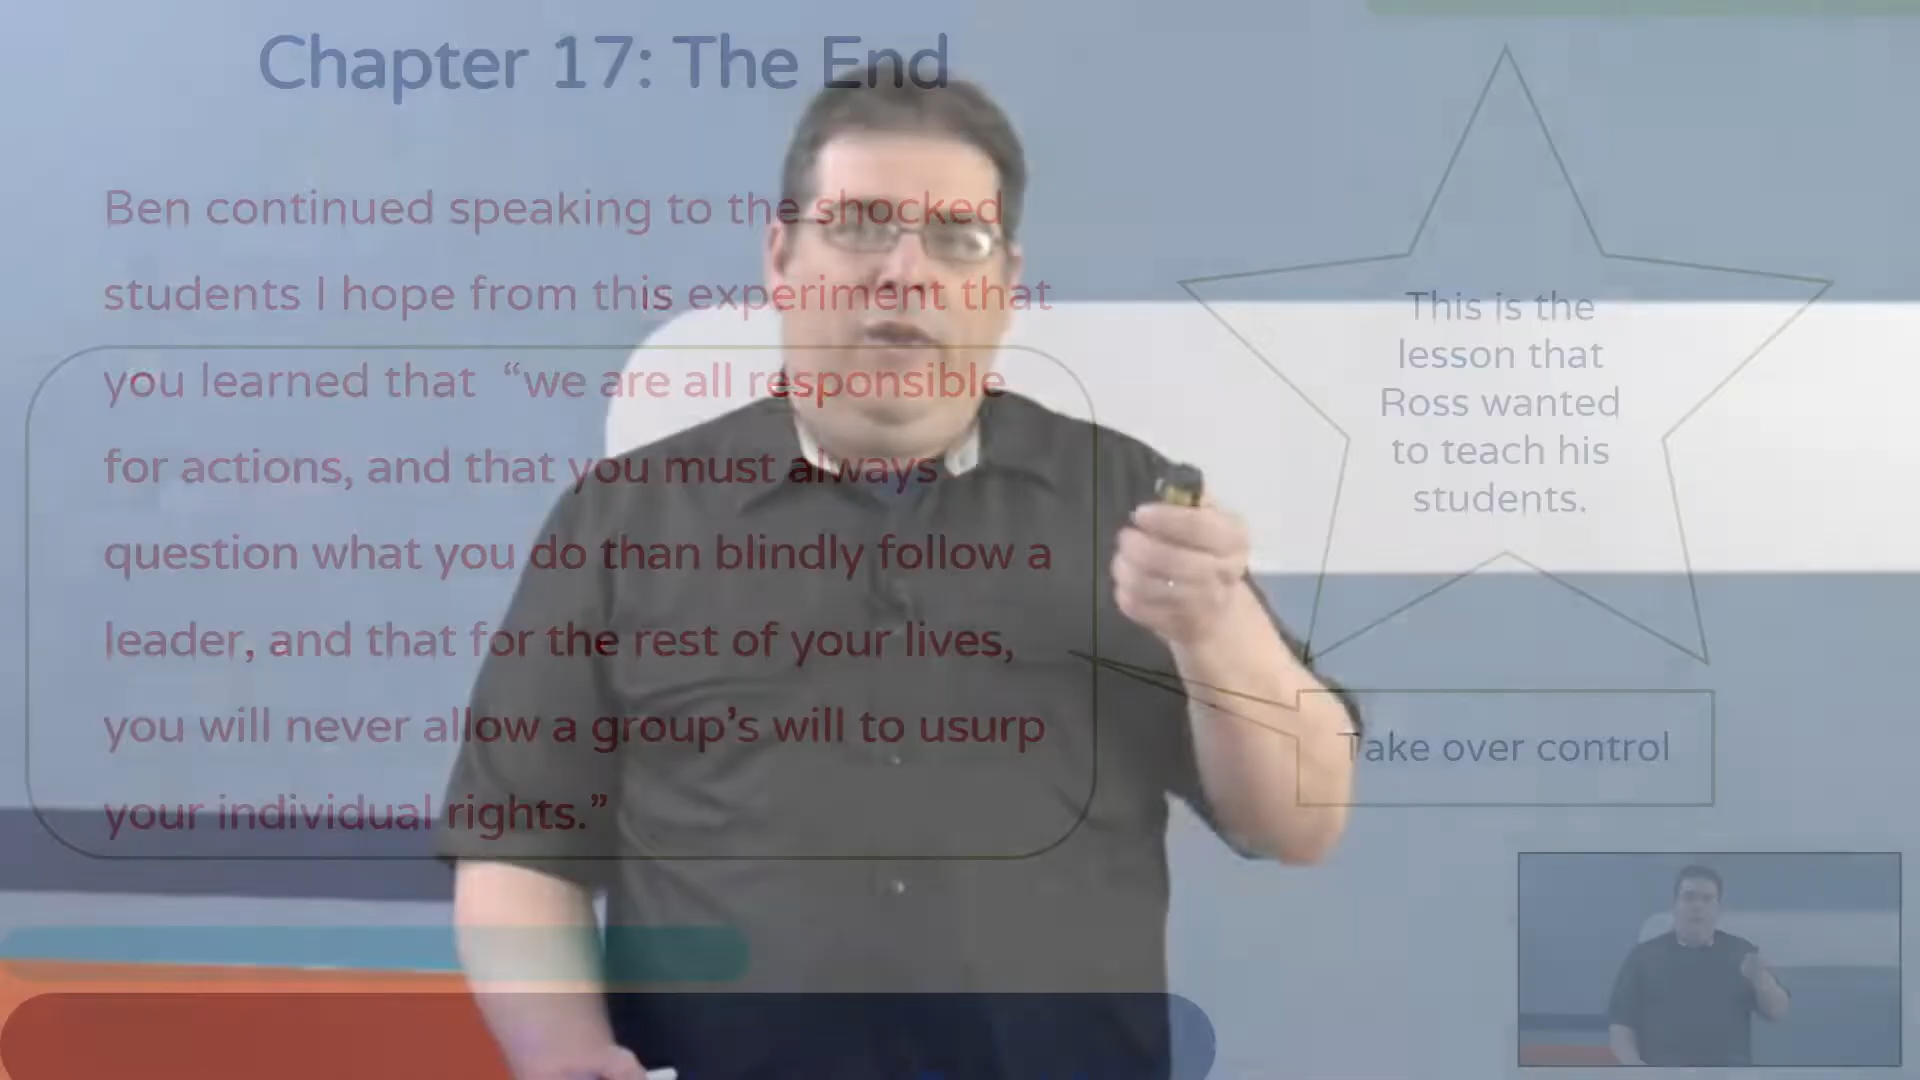 Chapter 17: The End
Ben continued speaking to the shocked
students I hope from this experiment that
you learned that “we are all responsible
for actions, and that you must always
question what you do than blindly follow a
leader, and that for the rest of your lives,
you will never allow a group’s will to usurp
your individual rights.”
This is the
lesson that
Ross wanted
to teach his
students.
Take over control